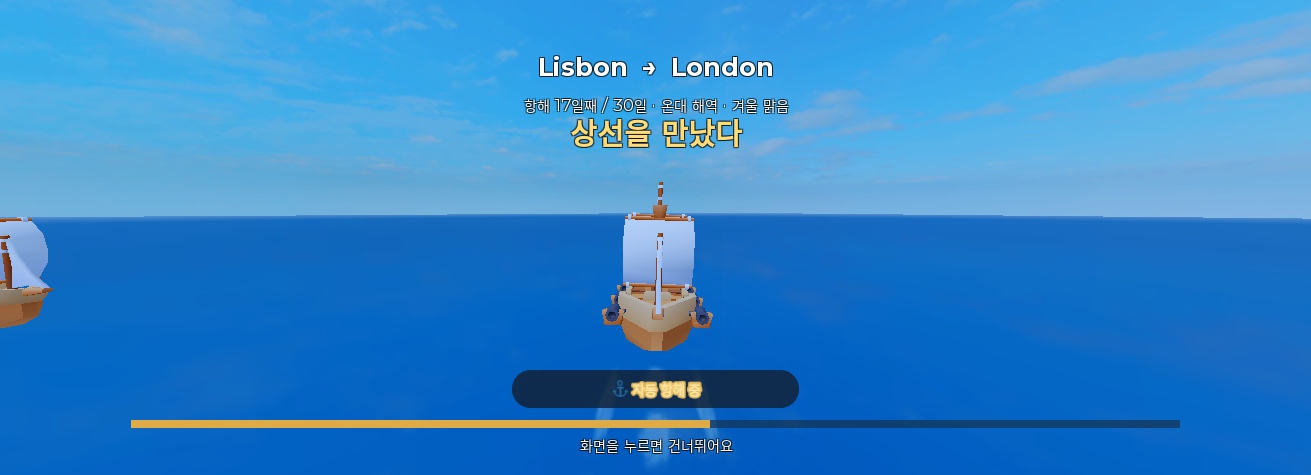 Lisbon → London
항해 17일째 / 30일 · 온대 해역 · 겨울 맑음
상선을 만났다
⚓ 자동 항해 중
화면을 누르면 건너뛰어요